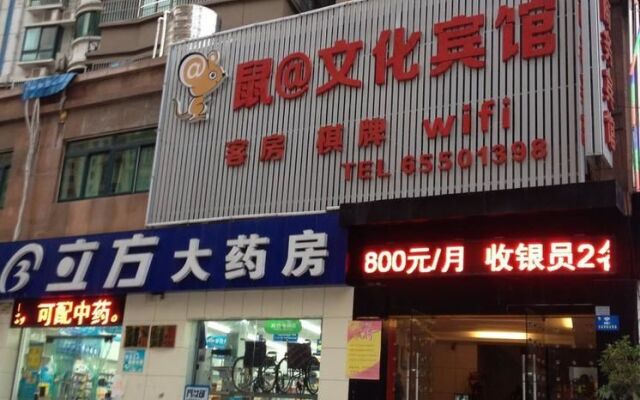 鼠@文化宾馆
客房 棋牌 wifi
TEL 65501398
立方大药房
800元/月 收银员2名
可配中药。